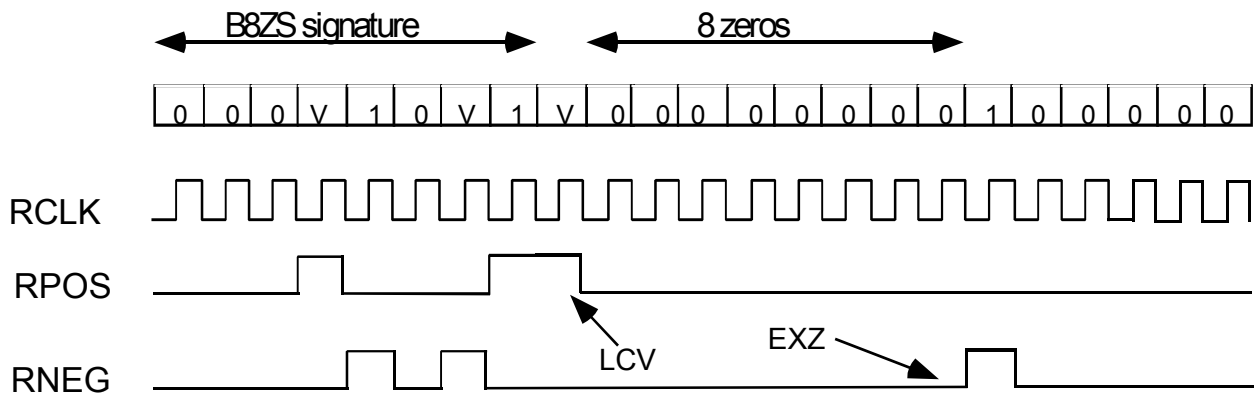 B8ZS signature 8 zeros
0 0 0 V 1 0 V 1 V 0 0 0 0 0 0 0 0 1 0 0 0 0 0
RCLK
RPOS
LCV
EXZ
RNEG